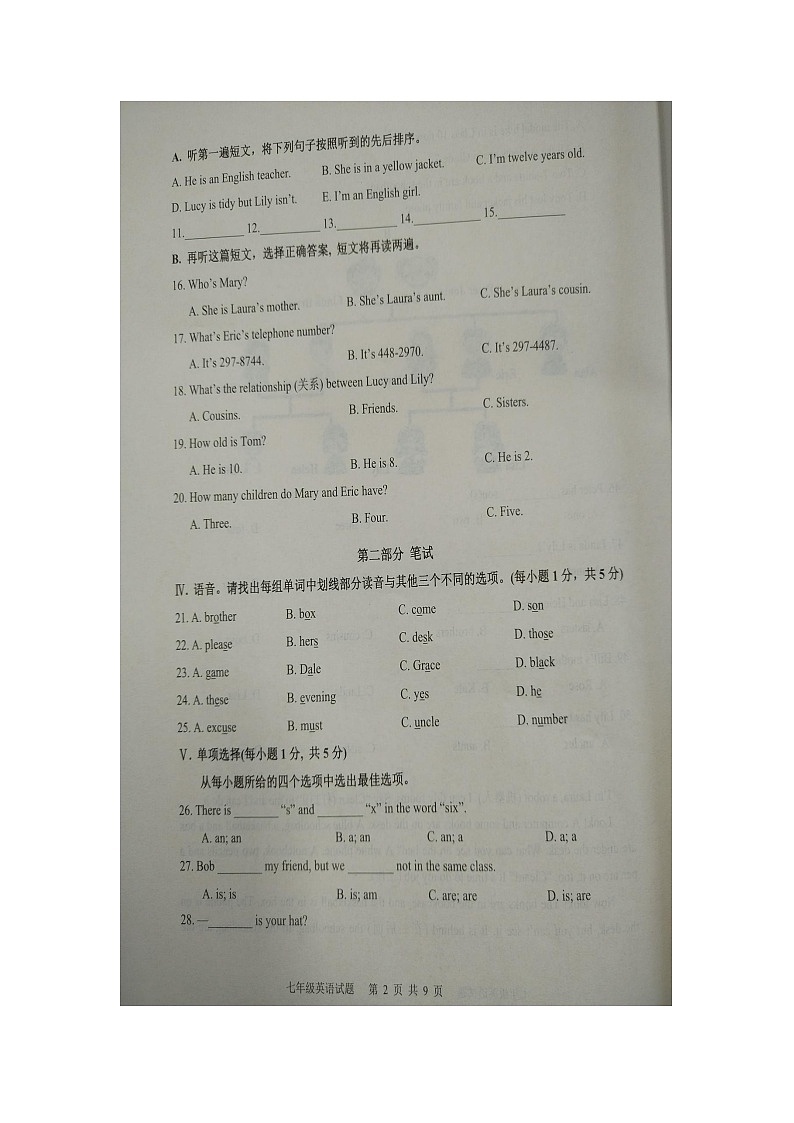 A. 听第一遍短文，将下列句子按照听到的先后排序。
A. He is an English teacher. B. She is in a yellow jacket. C. I'm twelve years old.
D. Lucy is tidy but Lily isn't. E. I'm an English girl.
11.__________ 12.__________ 13.__________ 14.__________ 15.__________
B. 再听这篇短文，选择正确答案, 短文将再读两遍。
16. Who's Mary?
A. She is Laura's mother. B. She's Laura's aunt. C. She's Laura's cousin.
17. What's Eric's telephone number?
A. It's 297-8744. B. It's 448-2970. C. It's 297-4487.
18. What's the relationship (关系) between Lucy and Lily?
A. Cousins. B. Friends. C. Sisters.
19. How old is Tom?
A. He is 10. B. He is 8. C. He is 2.
20. How many children do Mary and Eric have?
A. Three. B. Four. C. Five.
第二部分 笔试
Ⅳ. 语音。请找出每组单词中划线部分读音与其他三个不同的选项。(每小题 1 分，共 5 分)
21. A. brother B. box C. come D. son
22. A. please B. hers C. desk D. those
23. A. game B. Dale C. Grace D. black
24. A. these B. evening C. yes D. he
25. A. excuse B. must C. uncle D. number
Ⅴ. 单项选择(每小题 1 分, 共 5 分)
从每小题所给的四个选项中选出最佳选项。
26. There is _______ “s” and _______ “x” in the word “six”.
A. an; an B. a; an C. an; a D. a; a
27. Bob _______ my friend, but we _______ not in the same class.
A. is; is B. is; am C. are; are D. is; are
28. —_______ is your hat?
七年级英语试题 第 2 页 共 9 页